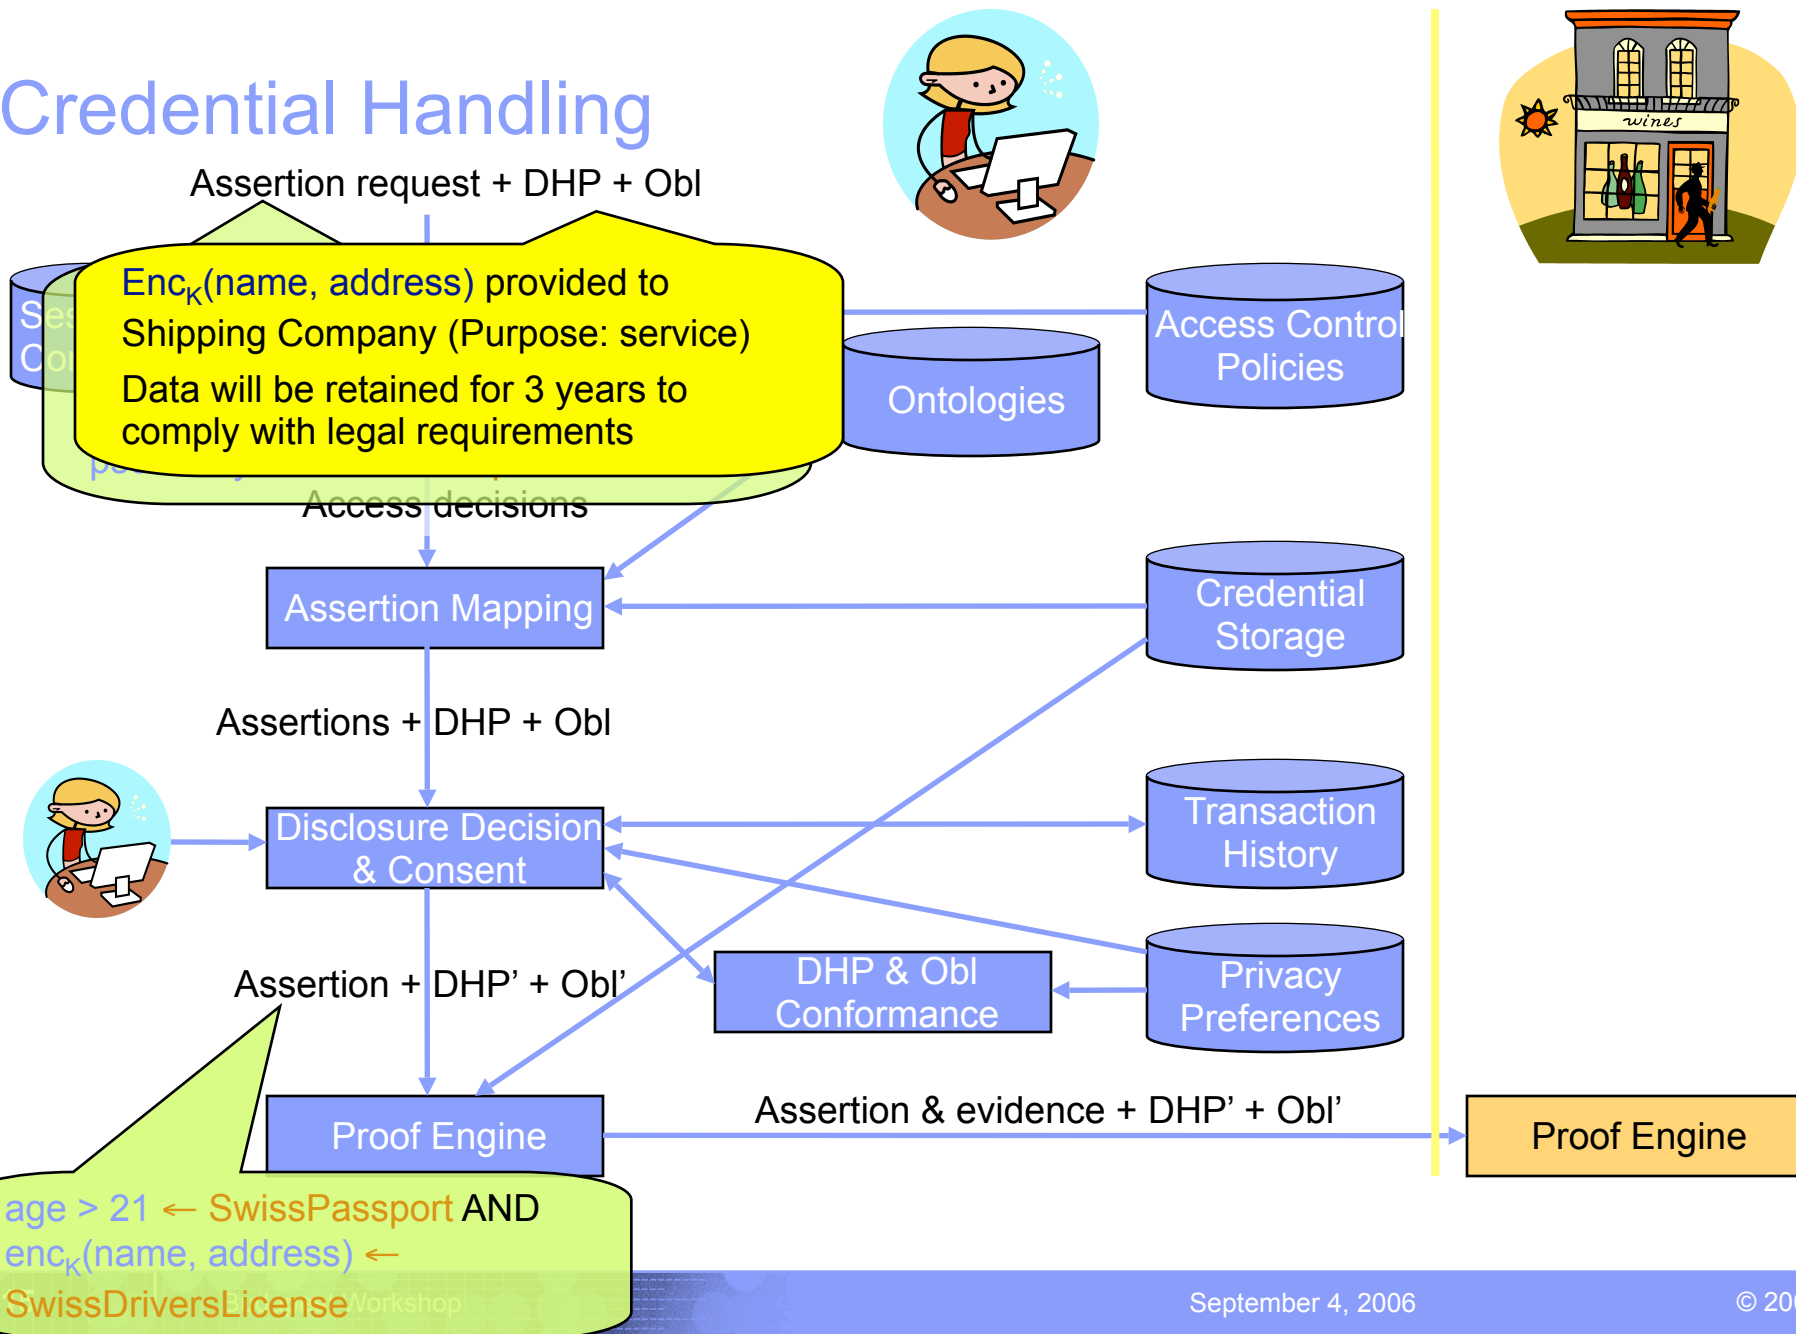 Credential Handling
wines
Assertion request + DHP + Obl
EncK(name, address) provided to
Shipping Company (Purpose: service)
Data will be retained for 3 years to
comply with legal requirements
Access Control
Policies
Ontologies
Access decisions
Assertion Mapping
Credential
Storage
Assertions + DHP + Obl
Disclosure Decision
& Consent
Transaction
History
Assertion + DHP’ + Obl’
DHP & Obl
Conformance
Privacy
Preferences
Proof Engine
Assertion & evidence + DHP’ + Obl’
Proof Engine
age > 21 ← SwissPassport AND
encK(name, address) ←
SwissDriversLicense
Workshop
September 4, 2006
©